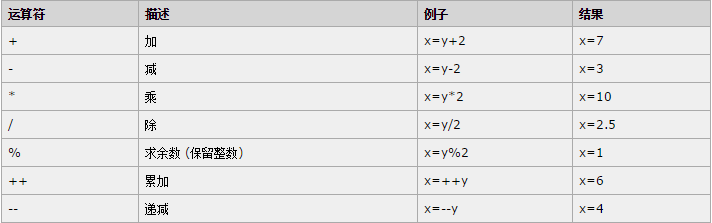 运算符 描述 例子 结果
+ 加 x=y+2 x=7
- 减 x=y-2 x=3
* 乘 x=y*2 x=10
/ 除 x=y/2 x=2.5
% 求余数 (保留整数) x=y%2 x=1
++ 累加 x=++y x=6
-- 递减 x=--y x=4